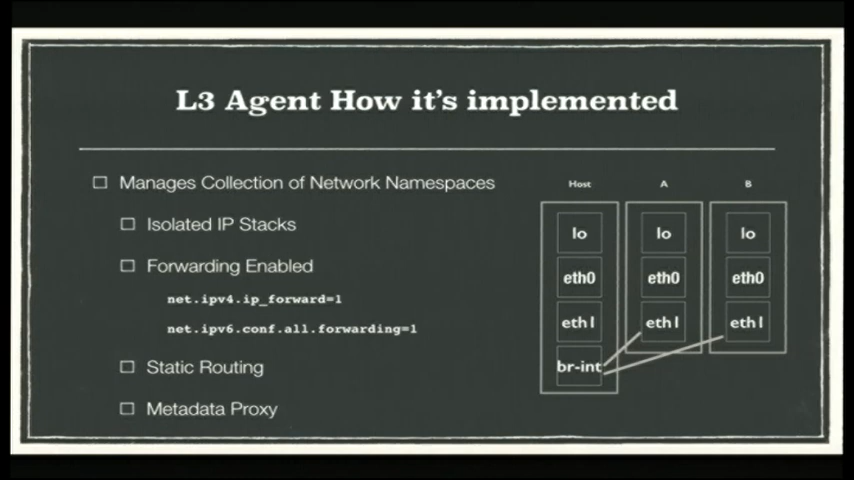 L3 Agent How it's implemented
Manages Collection of Network Namespaces
Isolated IP Stacks
Forwarding Enabled
net.ipv4.ip_forward=1
net.ipv6.conf.all.forwarding=1
Static Routing
Metadata Proxy
Host A B
lo lo lo
eth0 eth0 eth0
eth1 eth1 eth1
br-int